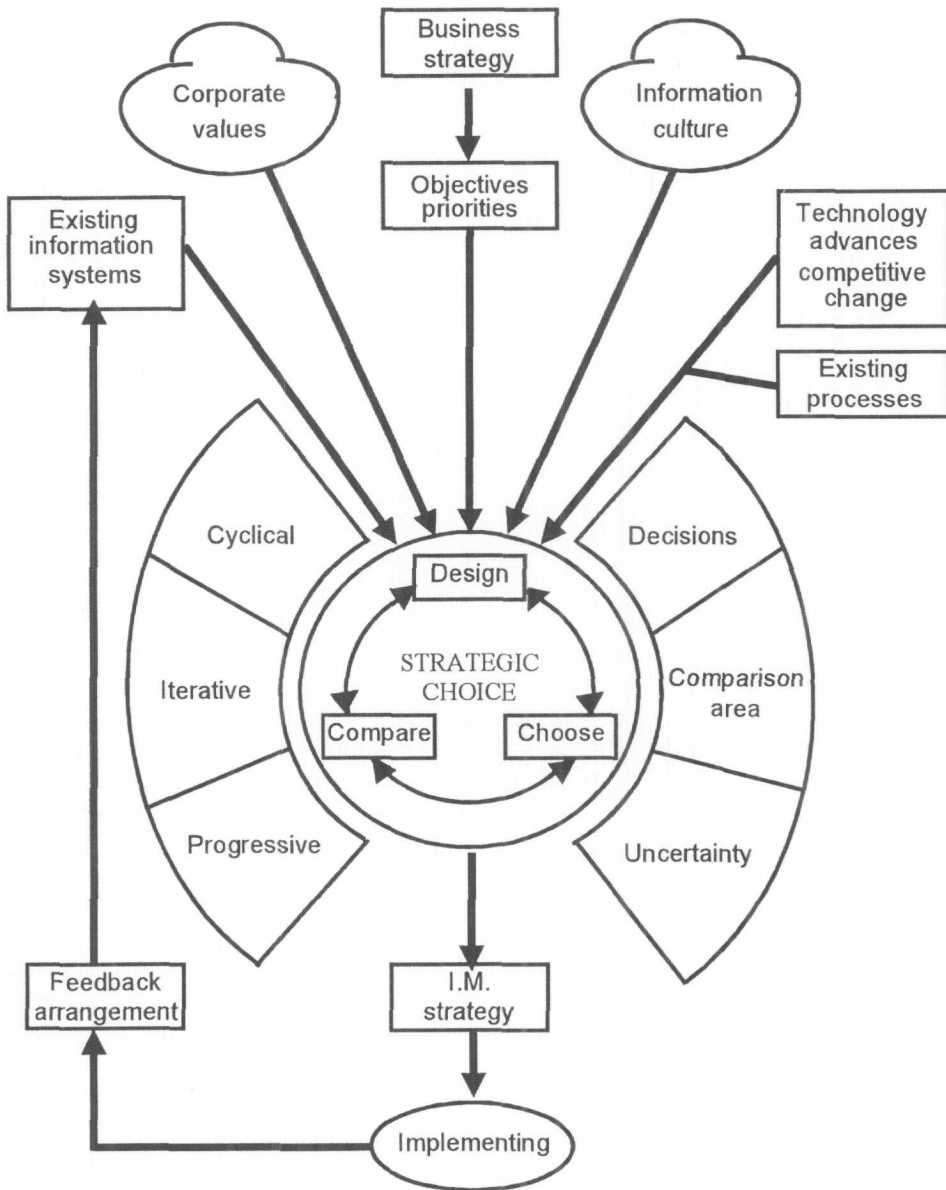 Business
strategy
Corporate
values
Information
culture
Objectives
priorities
Existing
information
systems
Technology
advances
competitive
change
Existing
processes
Cyclical
Decisions
Design
STRATEGIC
CHOICE
Iterative
Comparison
area
Compare
Choose
Progressive
Uncertainty
Feedback
arrangement
I.M.
strategy
Implementing